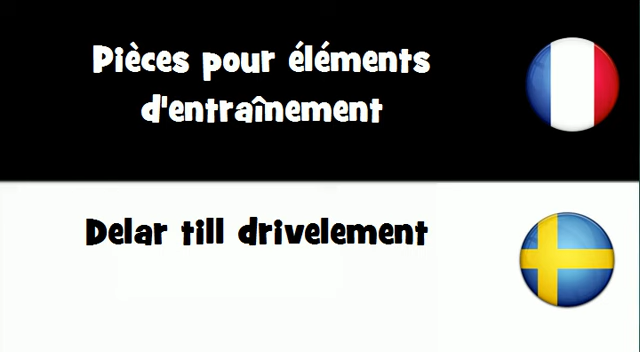 Pièces pour éléments
d'entraînement
Delar till drivelement